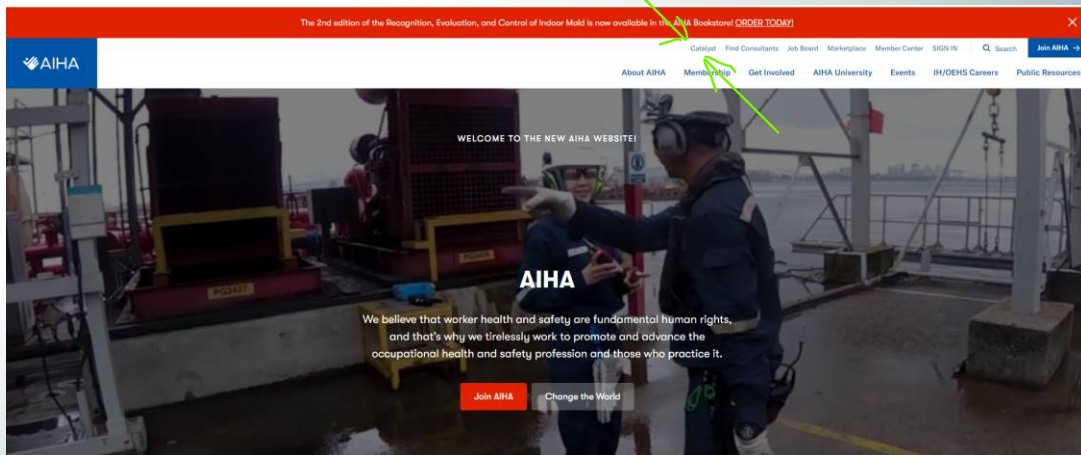 The 2nd edition of the Recognition, Evaluation, and Control of Indoor Mold is now available in the AIHA Bookstore! ORDER TODAY!
Catalyst Find Consultants Job Board Marketplace Member Center SIGN IN Search Join AIHA →
AIHA
About AIHA Membership Get Involved AIHA University Events IH/OEHS Careers Public Resources
WELCOME TO THE NEW AIHA WEBSITE!
PG3427
AIHA
We believe that worker health and safety are fundamental human rights,
and that's why we tirelessly work to promote and advance the
occupational health and safety profession and those who practice it.
Join AIHA Change the World